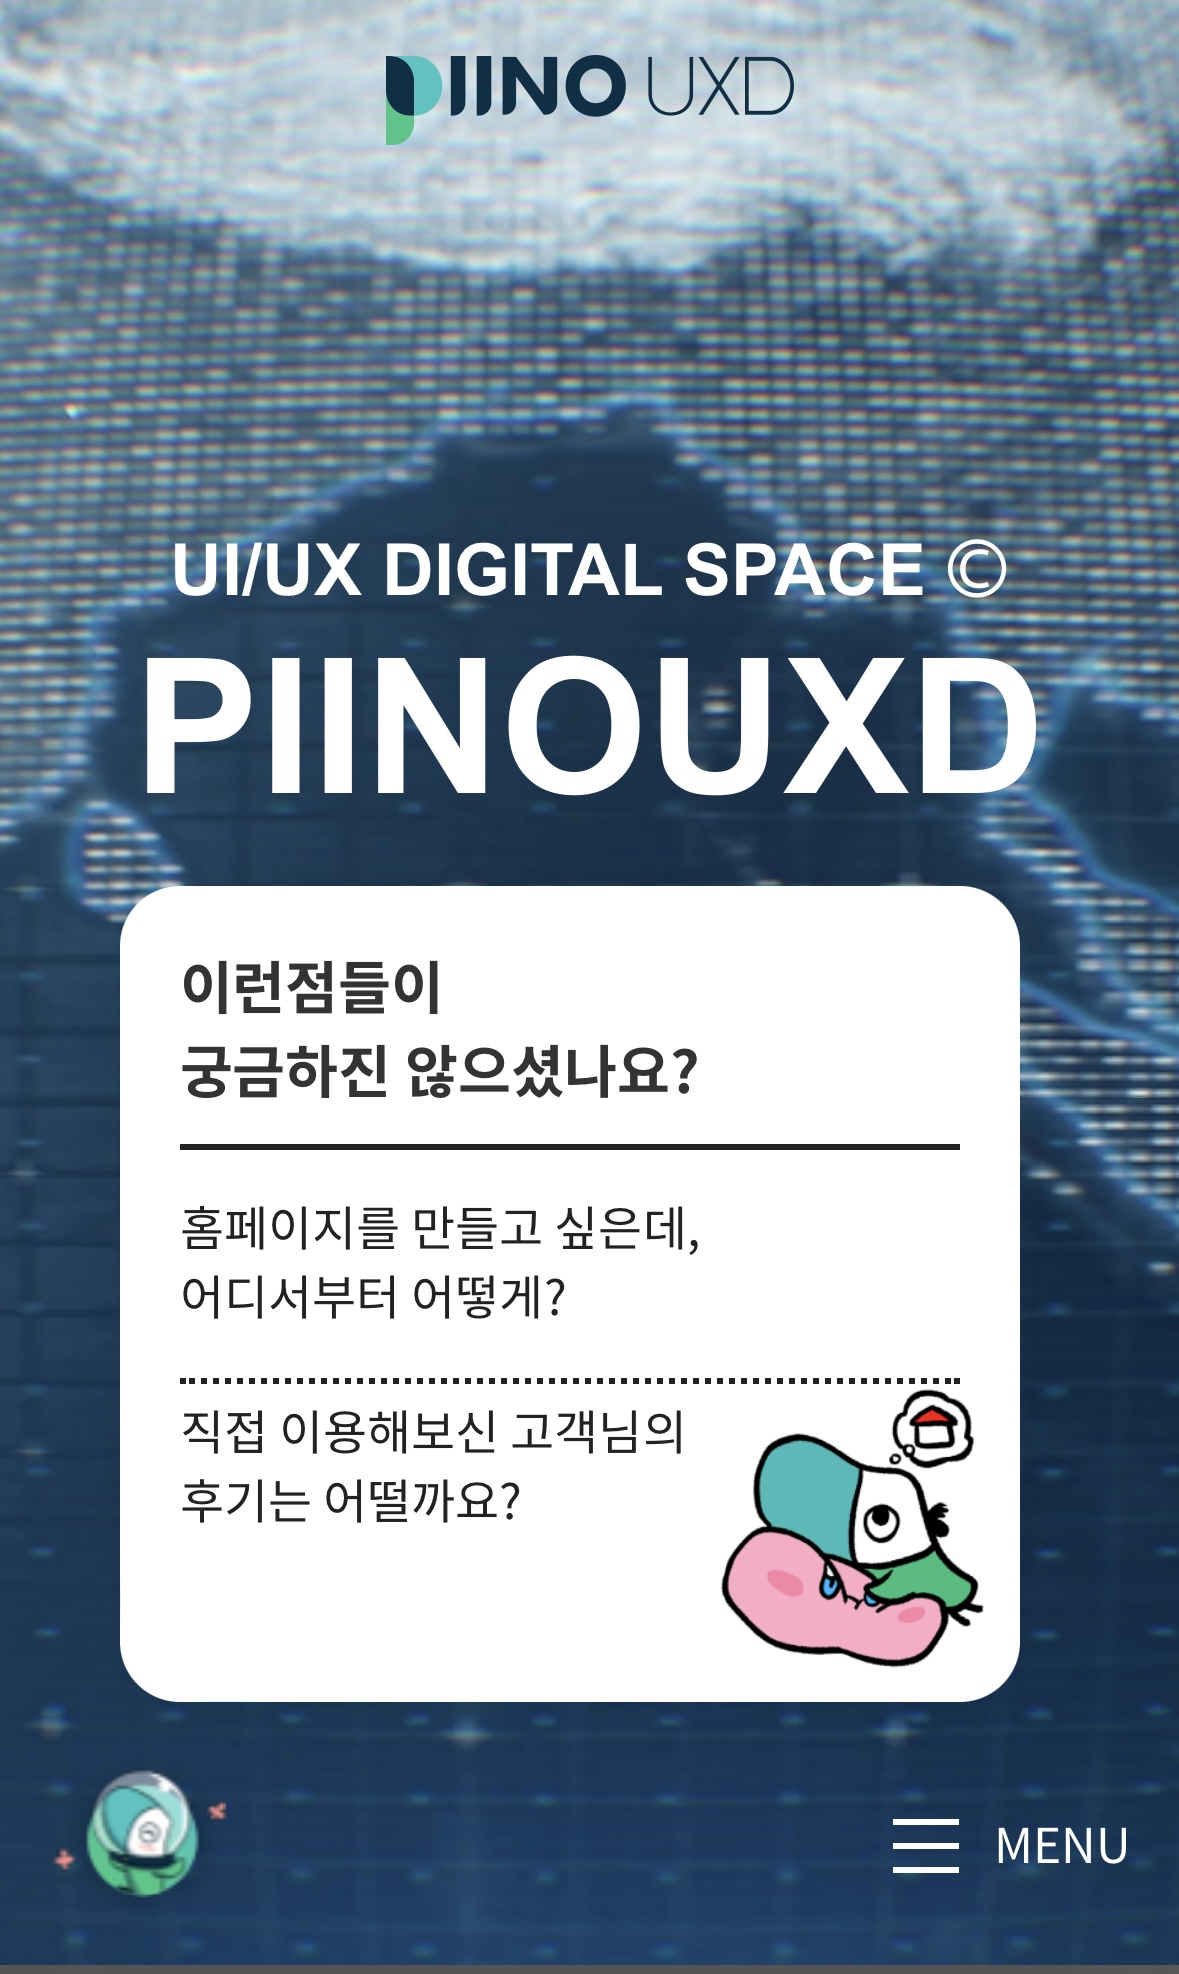 PIINO UXD
UI/UX DIGITAL SPACE ©
PIINOUXD
이런점들이
궁금하진 않으셨나요?
홈페이지를 만들고 싶은데,
어디서부터 어떻게?
직접 이용해보신 고객님의
후기는 어떨까요?
MENU